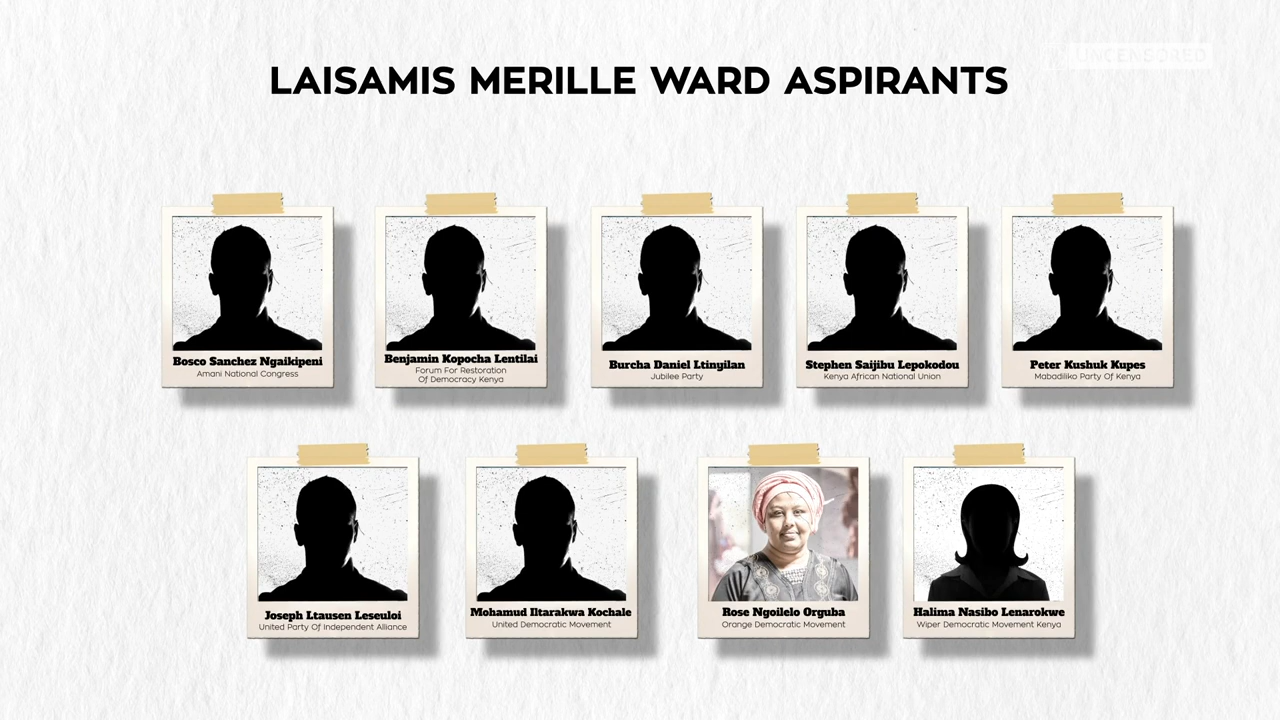 UNCENSORED
LAISAMIS MERILLE WARD ASPIRANTS
Bosco Sanchez Ngaikipeni
Amani National Congress
Benjamin Kopocha Lentilai
Forum For Restoration
Of Democracy Kenya
Burcha Daniel Ltinyilan
Jubilee Party
Stephen Saijibu Lepokodou
Kenya African National Union
Peter Kushuk Kupes
Mabadiliko Party Of Kenya
Joseph Ltausen Leseuloi
United Party Of Independent Alliance
Mohamud Iltarakwa Kochale
United Democratic Movement
Rose Ngoilelo Orguba
Orange Democratic Movement
Halima Nasibo Lenarokwe
Wiper Democratic Movement Kenya